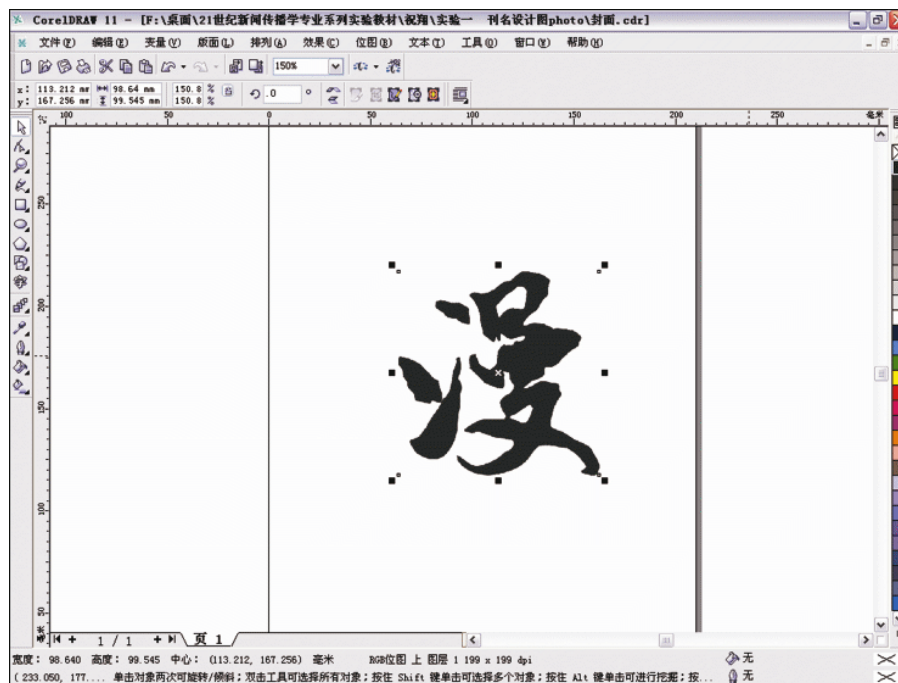 CorelDRAW 11 - [F:\桌面\21世纪新闻传播学专业系列实验教材\祝翔\实验一 刊名设计图photo\封面.cdr]
文件(F) 编辑(E) 查量(V) 版面(L) 排列(A) 效果(C) 位图(B) 文本(T) 工具(O) 窗口(W) 帮助(H)
150%
x: 113.212 mm 98.64 mm 150.8 % .0 °
y: 167.256 mm 99.545 mm 150.8 %
100 0 50 100 150 200 250 毫米
250
200
150
100
50
毫米
漫
1 / 1 页 1
宽度: 98.640 高度: 99.545 中心: (113.212, 167.256) 毫米 RGB位图 上 图层 1 199 x 199 dpi 无
( 233.050, 177.... 单击对象两次可旋转/倾斜；双击工具可选择所有对象；按住 Shift 键单击可选择多个对象；按住 Alt 键单击可进行挖掘；按... 无